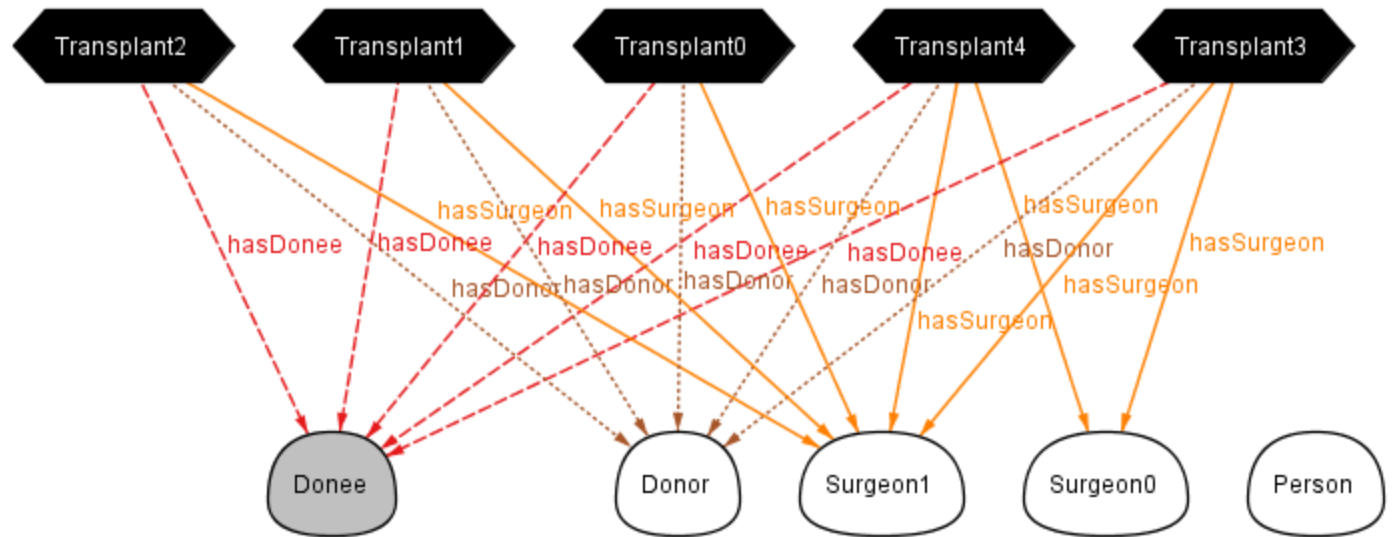 Transplant2
Transplant1
Transplant0
Transplant4
Transplant3
hasSurgeon
hasSurgeon
hasSurgeon
hasSurgeon
hasDonee
hasDonee
hasDonee
hasDonee
hasDonee
hasDonor
hasSurgeon
hasDonor
hasDonor
hasDonor
hasDonor
hasSurgeon
hasSurgeon
Donee
Donor
Surgeon1
Surgeon0
Person